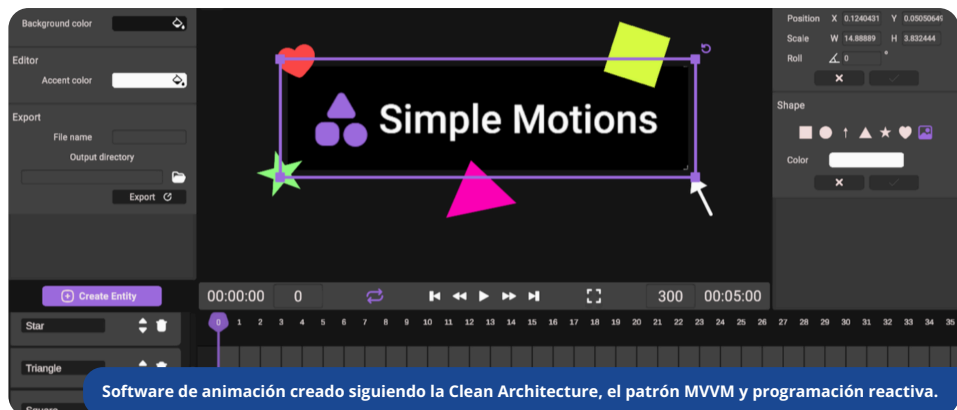 Background color
Editor
Accent color
Export
File name
Output directory
Export
Create Entity
Star
Triangle
Simple Motions
00:00:00 0 300 00:05:00
0 1 2 3 4 5 6 7 8 9 10 11 12 13 14 15 16 17 18 19 20 21 22 23 24 25 26 27 28 29 30 31 32 33 34 35
Position X 0.1240431 Y
Scale W 14.88889 H 3.832444
Roll 0 °
Shape
Color
Software de animación creado siguiendo la Clean Architecture, el patrón MVVM y programación reactiva.